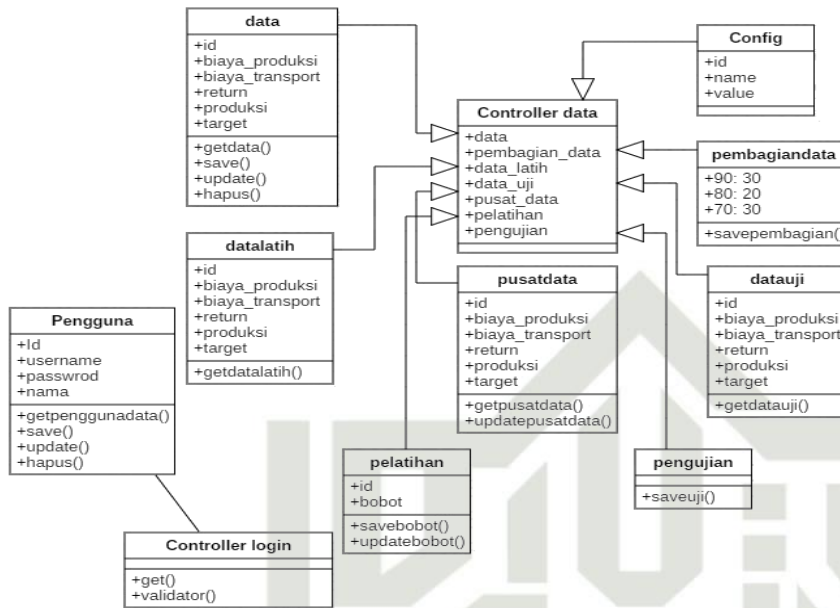 data
+id
+biaya_produksi
+biaya_transport
+return
+produksi
+target
+getdata()
+save()
+update()
+hapus()
Config
+id
+name
+value
Controller data
+data
+pembagian_data
+data_latih
+data_uji
+pusat_data
+pelatihan
+pengujian
pembagiandata
+90: 30
+80: 20
+70: 30
+savepembagian()
datalatih
+id
+biaya_produksi
+biaya_transport
+return
+produksi
+target
+getdatalatih()
pusatdata
+id
+biaya_produksi
+biaya_transport
+return
+produksi
+target
+getpusatdata()
+updatepusatdata()
datauji
+id
+biaya_produksi
+biaya_transport
+return
+produksi
+target
+getdatauji()
Pengguna
+Id
+username
+passwrod
+nama
+getpenggunadata()
+save()
+update()
+hapus()
pelatihan
+id
+bobot
+savebobot()
+updatebobot()
pengujian
+saveuji()
Controller login
+get()
+validator()